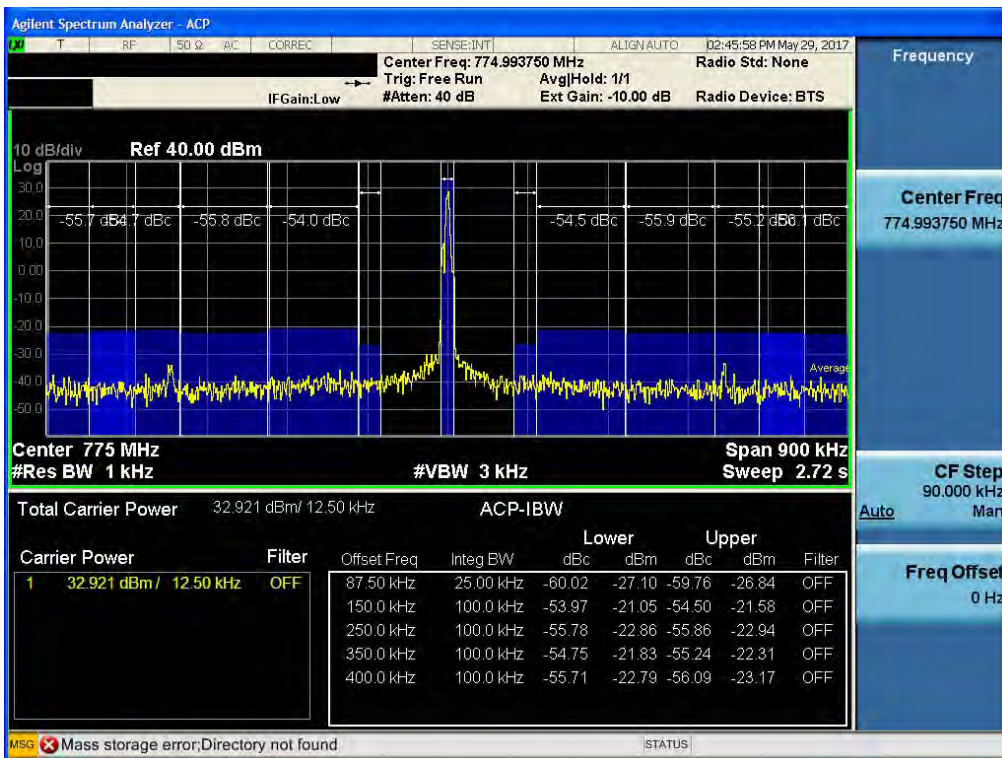 Agilent Spectrum Analyzer - ACP
LXI T RF 50 Ω AC CORREC SENSE:INT ALIGN AUTO 02:45:58 PM May 29, 2017
Center Freq: 774.993750 MHz Radio Std: None
Trig: Free Run Avg|Hold: 1/1
IFGain:Low #Atten: 40 dB Ext Gain: -10.00 dB Radio Device: BTS
Frequency
10 dB/div Ref 40.00 dBm
Log
30.0
20.0 -55.7 dBc -54.7 dBc -55.8 dBc -54.0 dBc -54.5 dBc -55.9 dBc -55.2 dBc -56.1 dBc
10.0
0.00
-10.0
-20.0
-30.0
-40.0
-50.0
Average
Center 775 MHz Span 900 kHz
#Res BW 1 kHz #VBW 3 kHz Sweep 2.72 s
Center Freq
774.993750 MHz
CF Step
90.000 kHz
Auto Man
Freq Offset
0 Hz
Total Carrier Power 32.921 dBm/ 12.50 kHz ACP-IBW
Lower Upper
Carrier Power Filter Offset Freq Integ BW dBc dBm dBc dBm Filter
1 32.921 dBm / 12.50 kHz OFF 87.50 kHz 25.00 kHz -60.02 -27.10 -59.76 -26.84 OFF
150.0 kHz 100.0 kHz -53.97 -21.05 -54.50 -21.58 OFF
250.0 kHz 100.0 kHz -55.78 -22.86 -55.86 -22.94 OFF
350.0 kHz 100.0 kHz -54.75 -21.83 -55.24 -22.31 OFF
400.0 kHz 100.0 kHz -55.71 -22.79 -56.09 -23.17 OFF
MSG Mass storage error;Directory not found STATUS